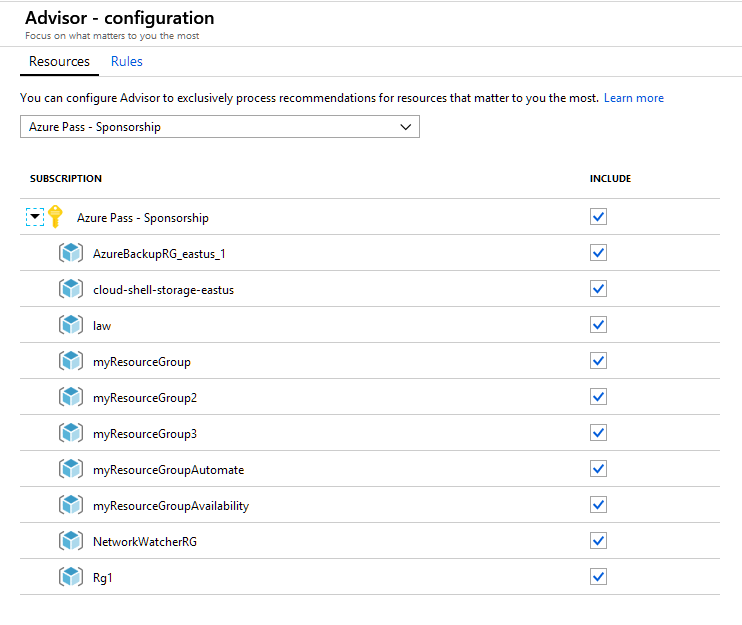 Advisor - configuration
Focus on what matters to you the most
Resources Rules
You can configure Advisor to exclusively process recommendations for resources that matter to you the most. Learn more
Azure Pass - Sponsorship
SUBSCRIPTION INCLUDE
Azure Pass - Sponsorship
AzureBackupRG_eastus_1
cloud-shell-storage-eastus
law
myResourceGroup
myResourceGroup2
myResourceGroup3
myResourceGroupAutomate
myResourceGroupAvailability
NetworkWatcherRG
Rg1